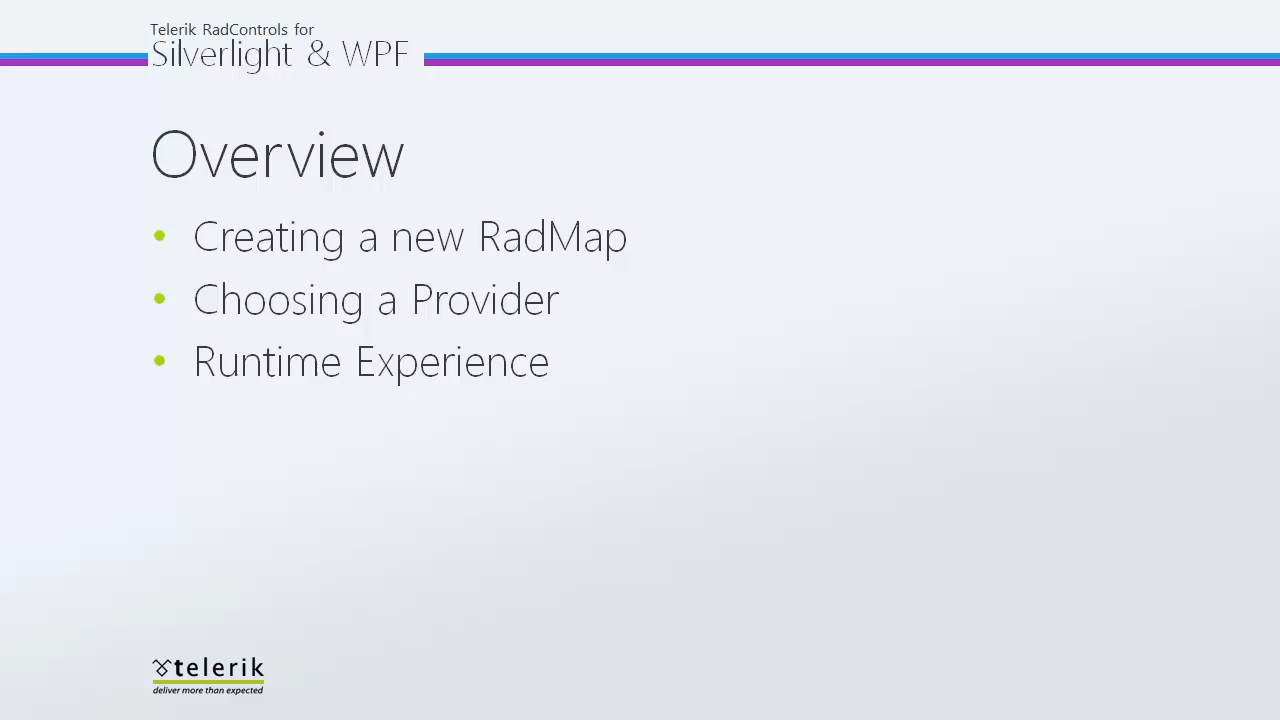 Telerik RadControls for
Silverlight & WPF
Overview
• Creating a new RadMap
• Choosing a Provider
• Runtime Experience
telerik
deliver more than expected